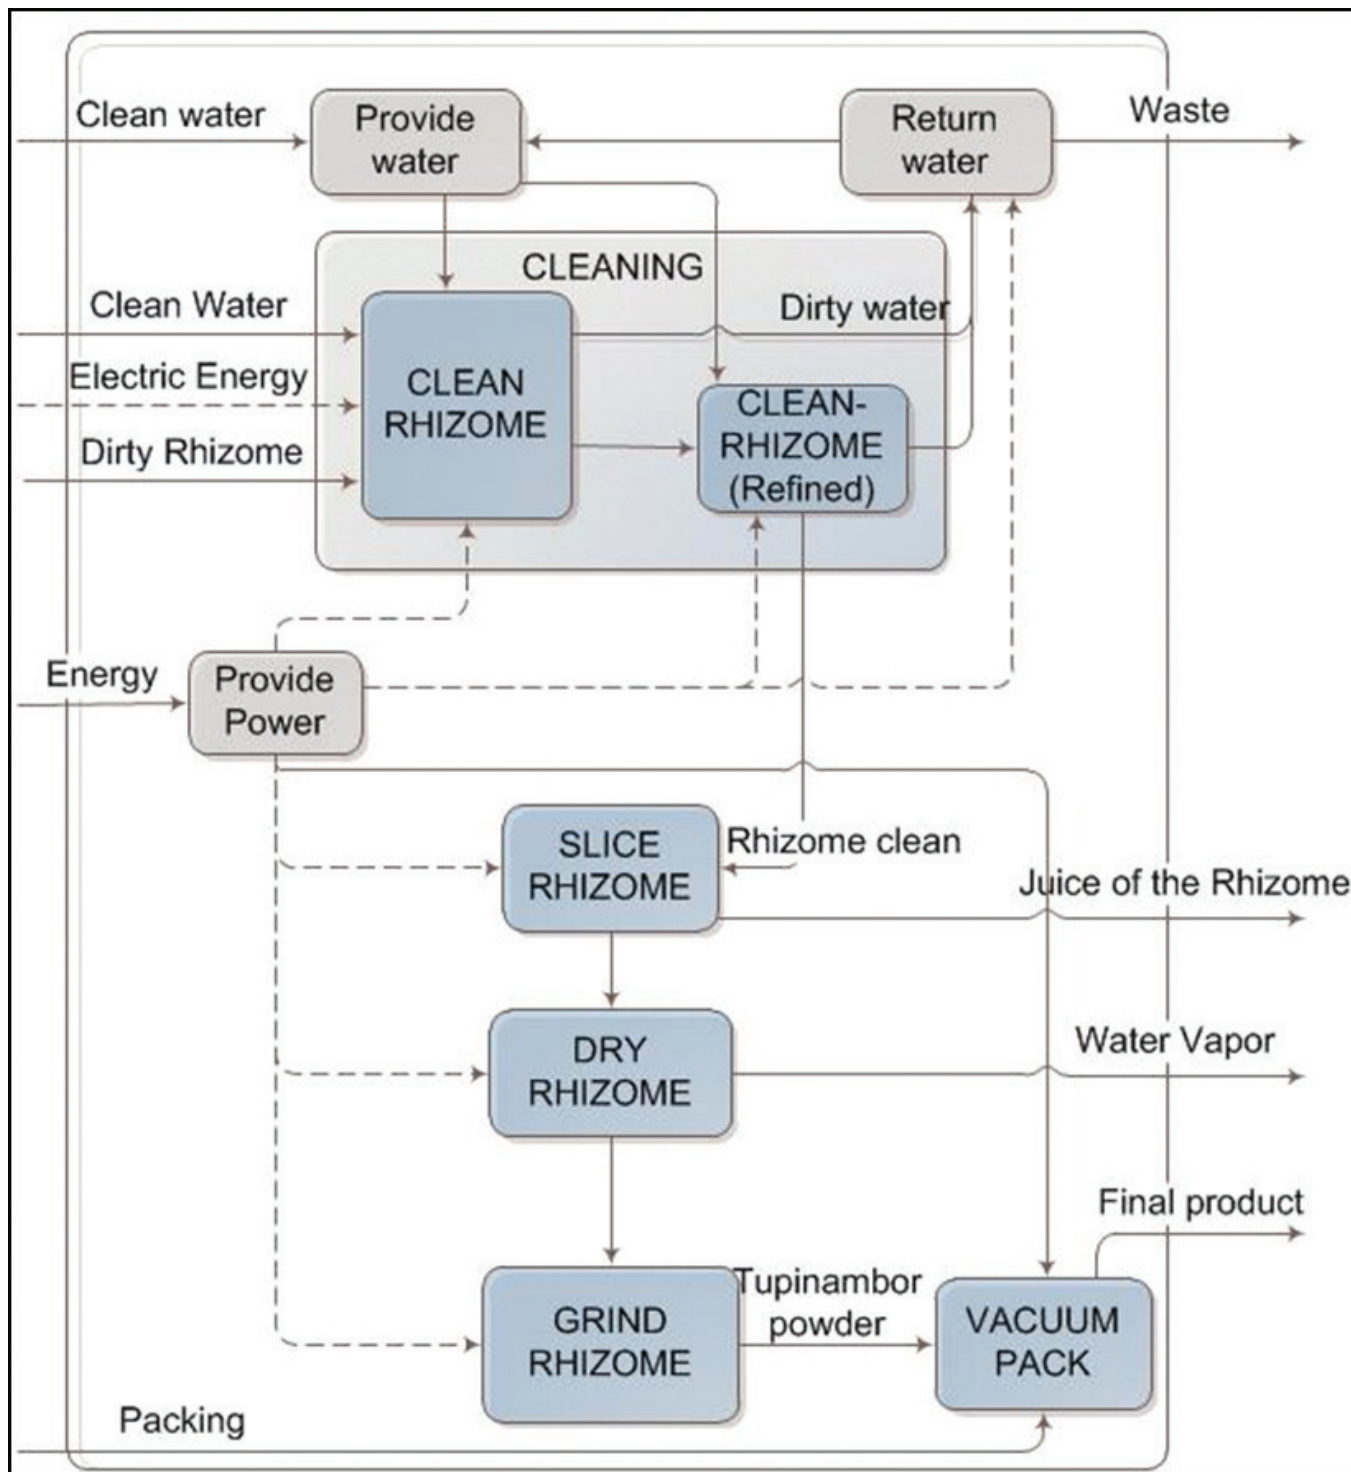 Clean water
Provide
water
Return
water
Waste
CLEANING
Clean Water
Dirty water
Electric Energy
CLEAN
RHIZOME
CLEAN-
RHIZOME
(Refined)
Dirty Rhizome
Energy
Provide
Power
SLICE
RHIZOME
Rhizome clean
Juice of the Rhizome
DRY
RHIZOME
Water Vapor
Final product
GRIND
RHIZOME
Tupinambor
powder
VACUUM
PACK
Packing